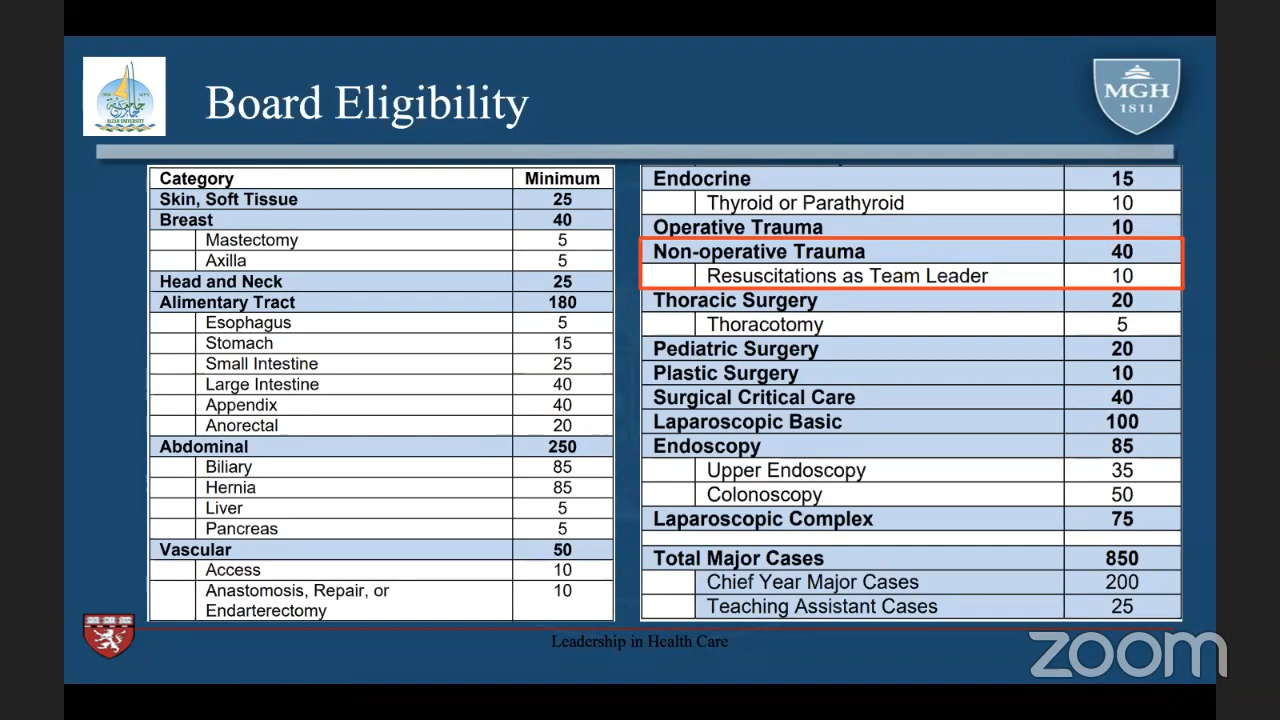 Board Eligibility
MGH
1811
جامعة جازان
JAZAN UNIVERSITY
Category Minimum
Skin, Soft Tissue 25
Breast 40
Mastectomy 5
Axilla 5
Head and Neck 25
Alimentary Tract 180
Esophagus 5
Stomach 15
Small Intestine 25
Large Intestine 40
Appendix 40
Anorectal 20
Abdominal 250
Biliary 85
Hernia 85
Liver 5
Pancreas 5
Vascular 50
Access 10
Anastomosis, Repair, or 10
Endarterectomy
Endocrine 15
Thyroid or Parathyroid 10
Operative Trauma 10
Non-operative Trauma 40
Resuscitations as Team Leader 10
Thoracic Surgery 20
Thoracotomy 5
Pediatric Surgery 20
Plastic Surgery 10
Surgical Critical Care 40
Laparoscopic Basic 100
Endoscopy 85
Upper Endoscopy 35
Colonoscopy 50
Laparoscopic Complex 75
Total Major Cases 850
Chief Year Major Cases 200
Teaching Assistant Cases 25
Leadership in Health Care
zoom